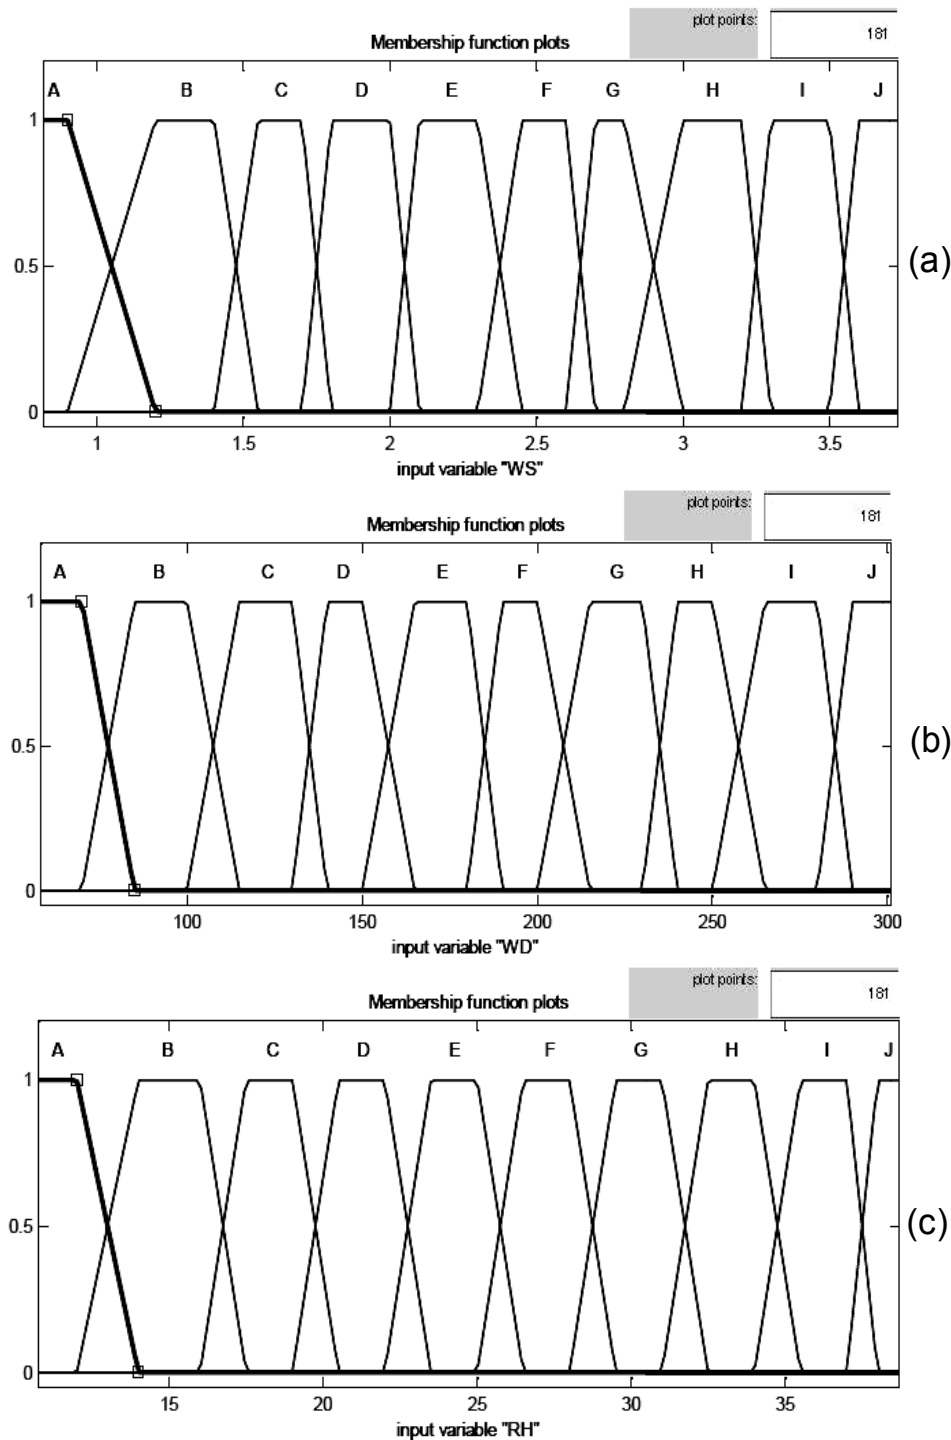 plot points: 181
Membership function plots
A B C D E F G H I J
1
0.5
0
(a)
1 1.5 2 2.5 3 3.5
input variable "WS"
plot points: 181
Membership function plots
A B C D E F G H I J
1
0.5
0
(b)
100 150 200 250 300
input variable "WD"
plot points: 181
Membership function plots
A B C D E F G H I J
1
0.5
0
(c)
15 20 25 30 35
input variable "RH"